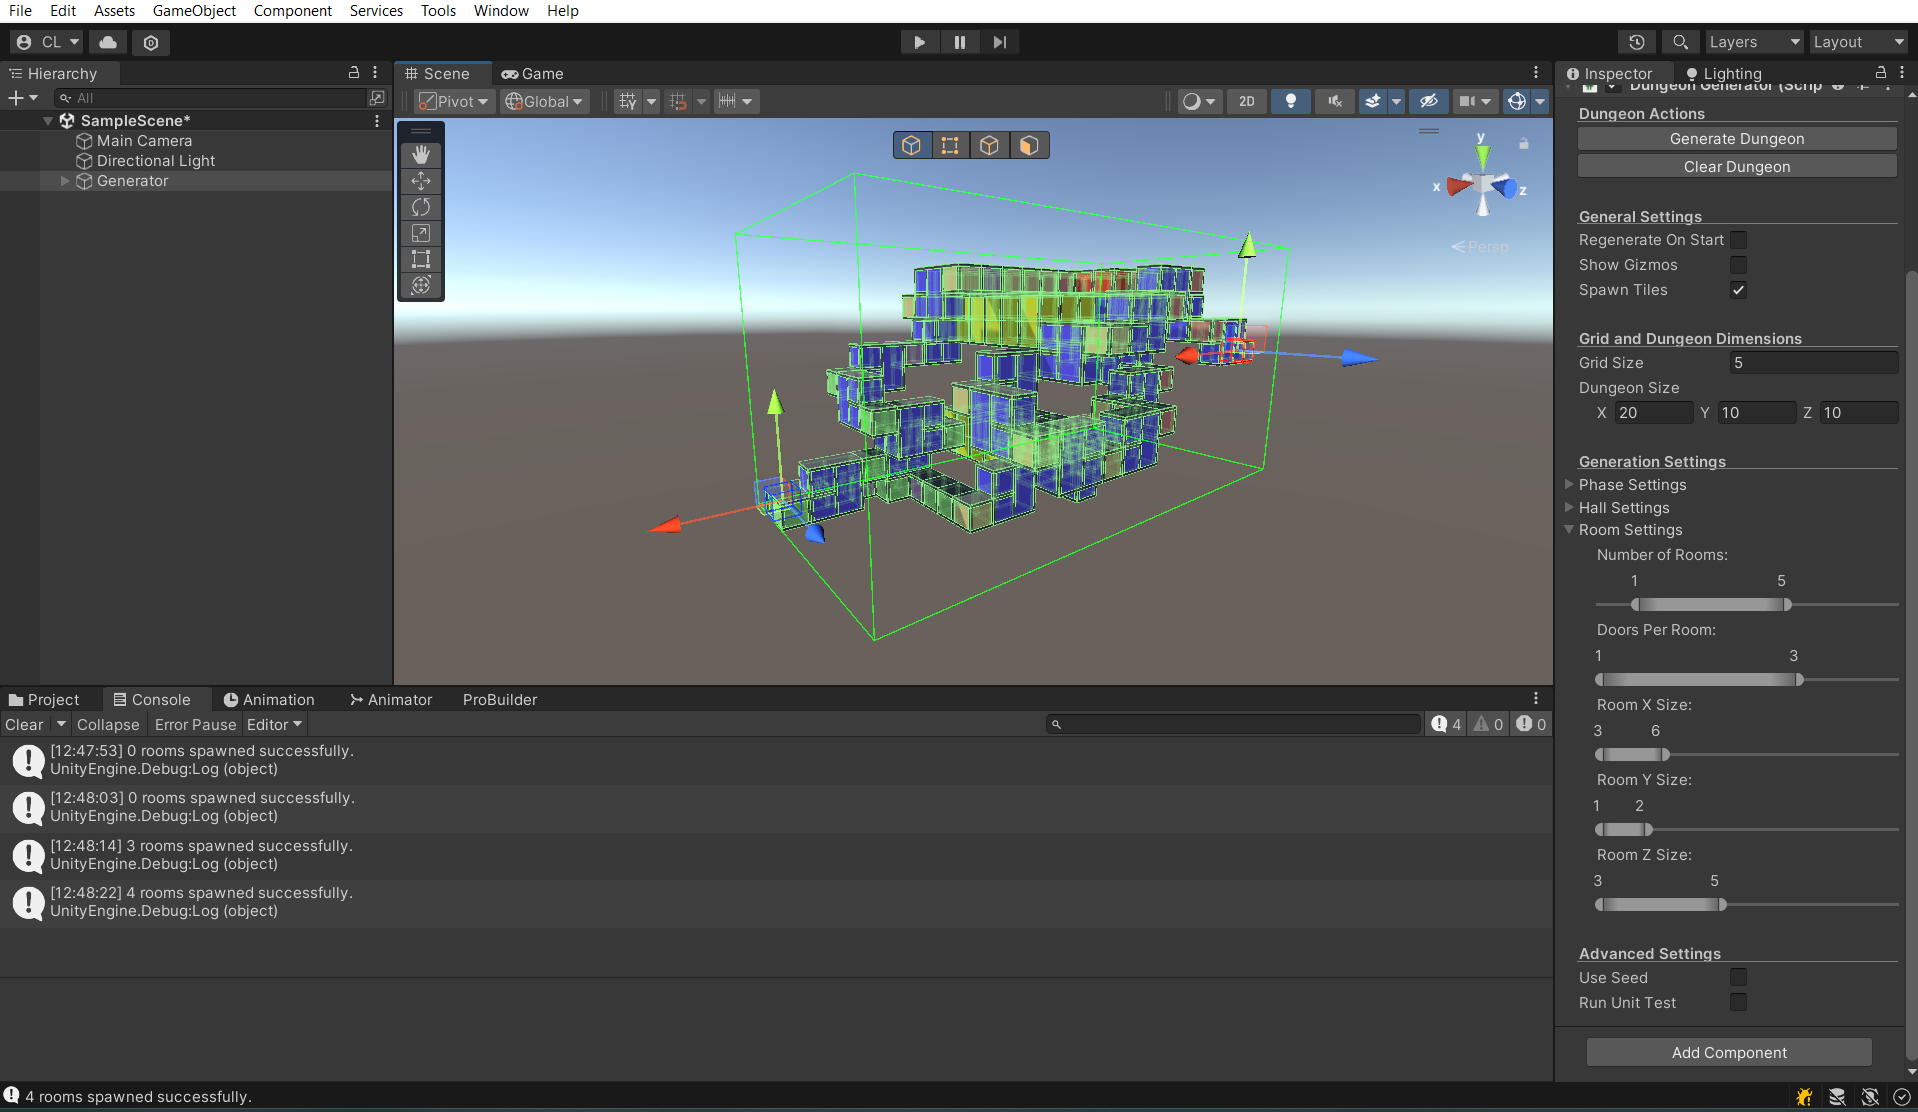 File Edit Assets GameObject Component Services Tools Window Help
CL Layers Layout
Hierarchy
All
SampleScene*
Main Camera
Directional Light
Generator
Scene Game
Pivot Global 2D
y
x z
Persp
Inspector Lighting
Dungeon Generator (Scrip
Dungeon Actions
Generate Dungeon
Clear Dungeon
General Settings
Regenerate On Start
Show Gizmos
Spawn Tiles
Grid and Dungeon Dimensions
Grid Size 5
Dungeon Size
X 20 Y 10 Z 10
Generation Settings
Phase Settings
Hall Settings
Room Settings
Number of Rooms:
1 5
Doors Per Room:
1 3
Room X Size:
3 6
Room Y Size:
1 2
Room Z Size:
3 5
Advanced Settings
Use Seed
Run Unit Test
Add Component
Project Console Animation Animator ProBuilder
Clear Collapse Error Pause Editor 4 0 0
[12:47:53] 0 rooms spawned successfully.
UnityEngine.Debug:Log (object)
[12:48:03] 0 rooms spawned successfully.
UnityEngine.Debug:Log (object)
[12:48:14] 3 rooms spawned successfully.
UnityEngine.Debug:Log (object)
[12:48:22] 4 rooms spawned successfully.
UnityEngine.Debug:Log (object)
4 rooms spawned successfully.